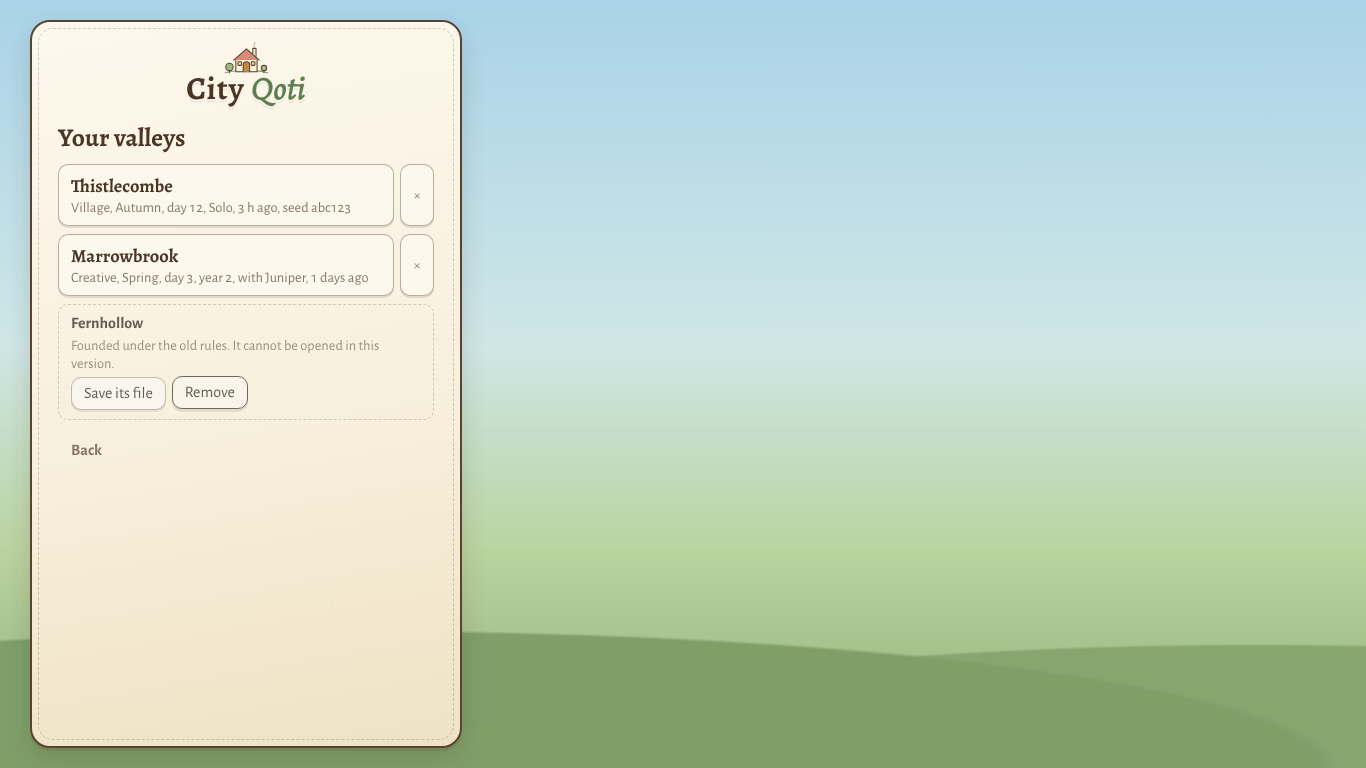 City Qoti
Your valleys
Thistlecombe
Village, Autumn, day 12, Solo, 3 h ago, seed abc123
×
Marrowbrook
Creative, Spring, day 3, year 2, with Juniper, 1 days ago
×
Fernhollow
Founded under the old rules. It cannot be opened in this
version.
Save its file
Remove
Back